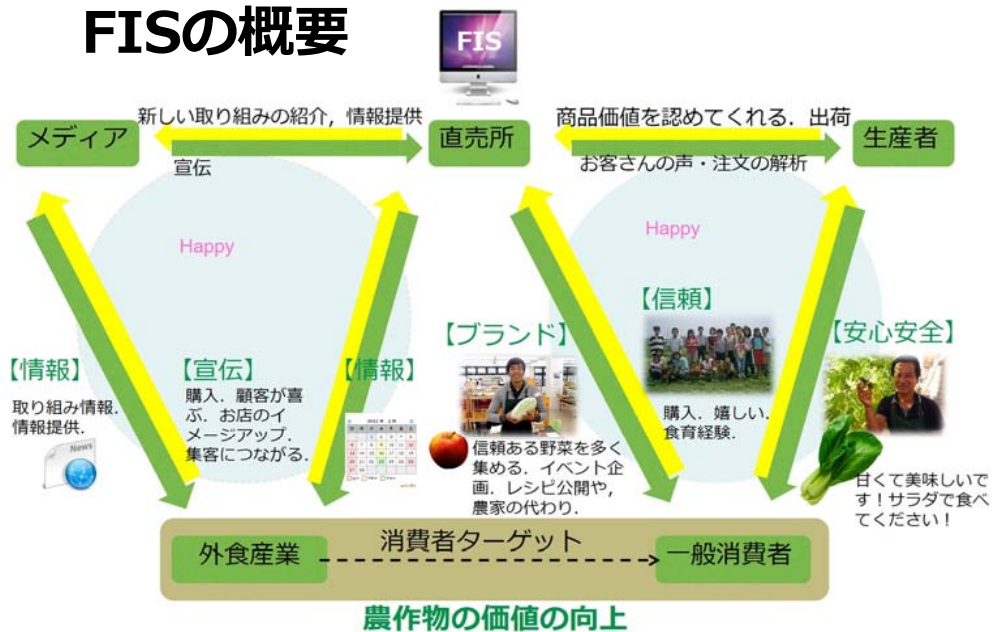 FISの概要
FIS
新しい取り組みの紹介，情報提供
商品価値を認めてくれる．出荷
メディア
直売所
生産者
宣伝
お客さんの声・注文の解析
Happy
Happy
【信頼】
【ブランド】
【安心安全】
【情報】
【宣伝】
【情報】
取り組み情報．
情報提供．
News
購入．顧客が喜
ぶ．お店のイ
メージアップ．
集客につながる．
信頼ある野菜を多く
集める．イベント企
画．レシピ公開や，
農家の代わり．
購入．嬉しい．
食育経験．
甘くて美味しいで
す！サラダで食べ
てください！
外食産業
消費者ターゲット
一般消費者
農作物の価値の向上